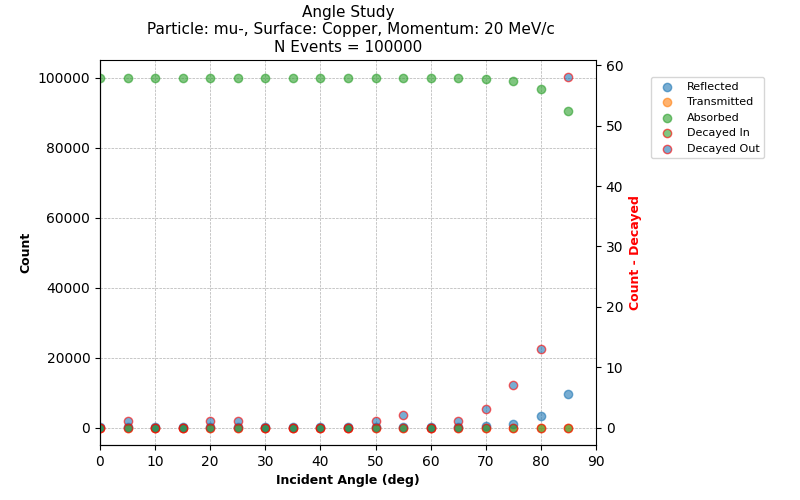 Angle Study
Particle: mu-, Surface: Copper, Momentum: 20 MeV/c
N Events = 100000
100000
80000
60000
40000
20000
0
Count
0 10 20 30 40 50 60 70 80 90
Incident Angle (deg)
60
50
40
30
20
10
0
Count - Decayed
Reflected
Transmitted
Absorbed
Decayed In
Decayed Out